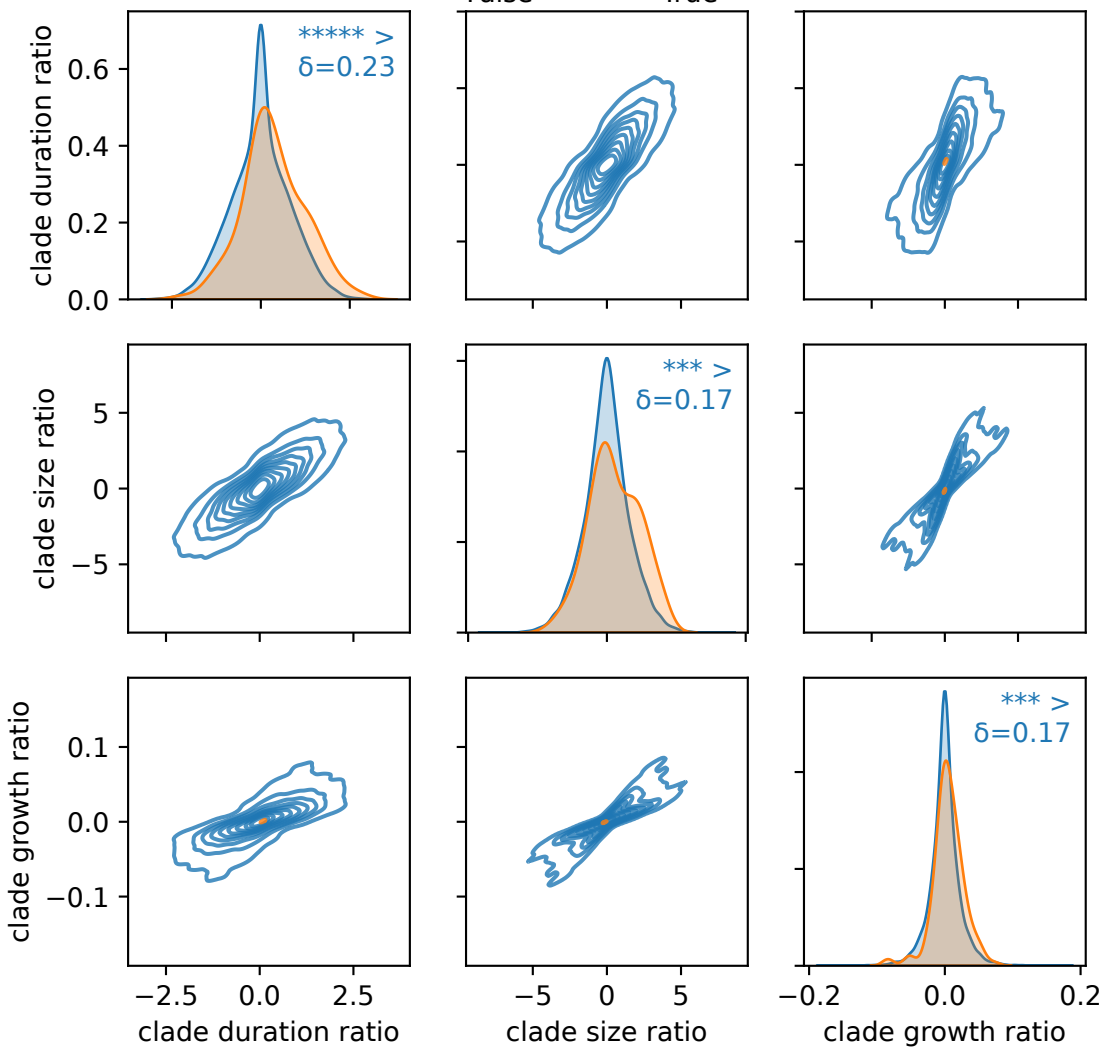 True
clade duration ratio
0.6
0.4
0.2
0.0
***** >
δ=0.23
clade size ratio
5
0
−5
*** >
δ=0.17
clade growth ratio
0.1
0.0
−0.1
*** >
δ=0.17
−2.5 0.0 2.5
−5 0 5
−0.2 0.0 0.2
clade duration ratio
clade size ratio
clade growth ratio